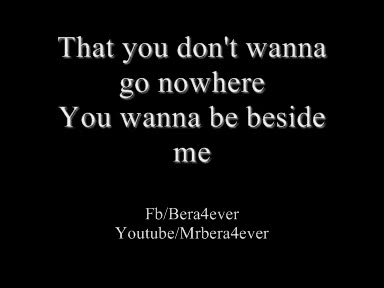 That you don't wanna
go nowhere
You wanna be beside
me
Fb/Bera4ever
Youtube/Mrbera4ever